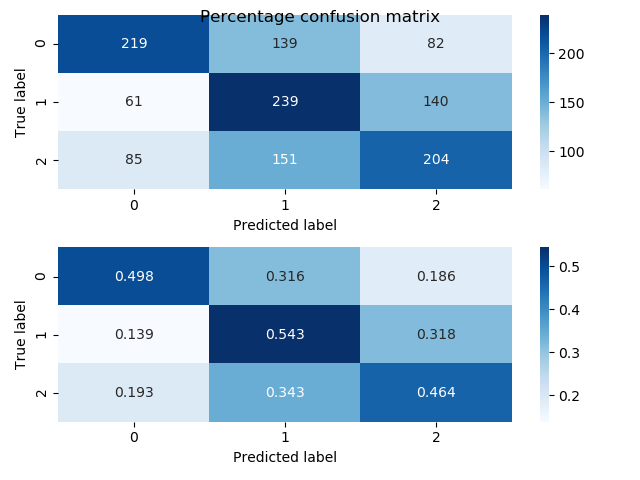 Percentage confusion matrix
0 219 139 82
1 61 239 140
2 85 151 204
0 1 2
True label
Predicted label
200
150
100
0 0.498 0.316 0.186
1 0.139 0.543 0.318
2 0.193 0.343 0.464
0 1 2
True label
Predicted label
0.5
0.4
0.3
0.2